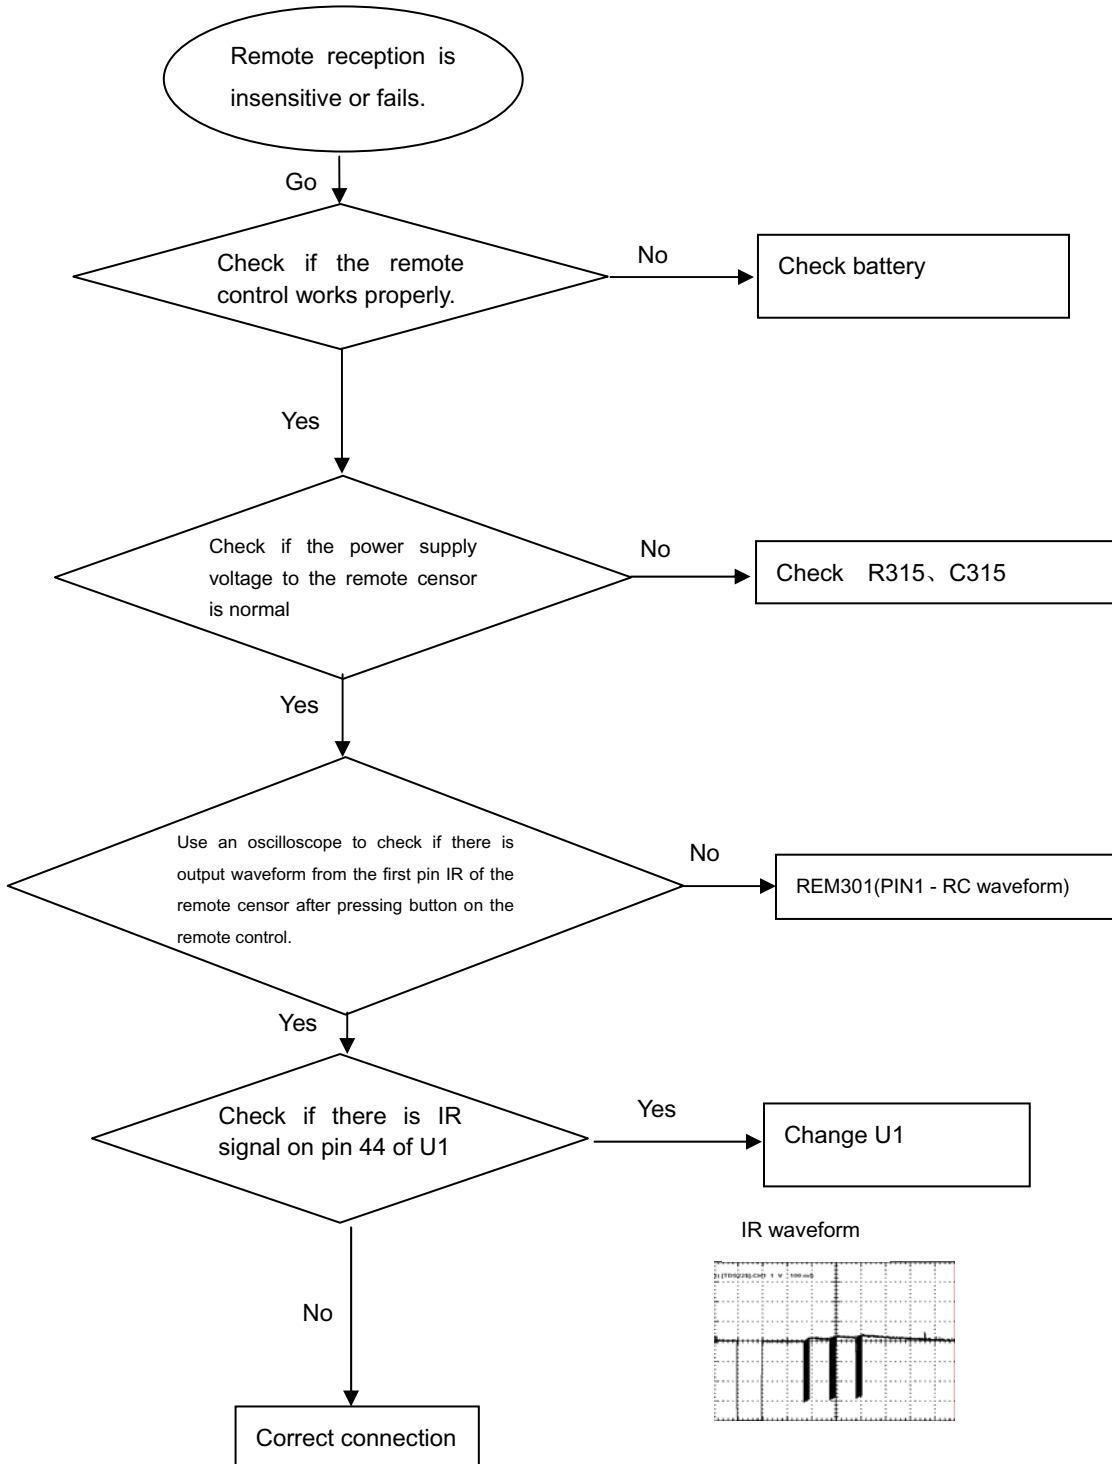 Remote reception is
insensitive or fails.
Go
Check if the remote
control works properly.
No
Check battery
Yes
Check if the power supply
voltage to the remote censor
is normal
No
Check R315、C315
Yes
Use an oscilloscope to check if there is
output waveform from the first pin IR of the
remote censor after pressing button on the
remote control.
No
REM301(PIN1 - RC waveform)
Yes
Check if there is IR
signal on pin 44 of U1
Yes
Change U1
IR waveform
No
Correct connection